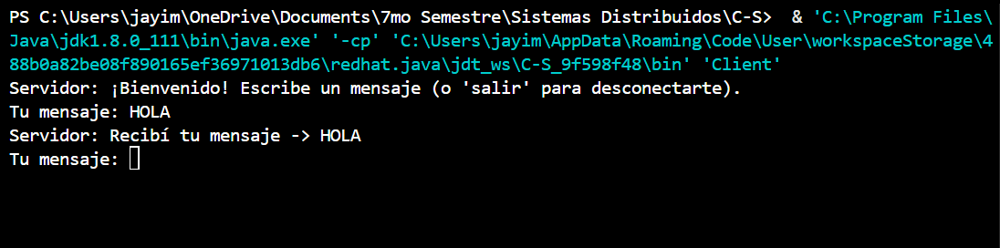 PS C:\Users\jayim\OneDrive\Documents\7mo Semestre\Sistemas Distribuidos\C-S>  & 'C:\Program Files\
Java\jdk1.8.0_111\bin\java.exe' '-cp' 'C:\Users\jayim\AppData\Roaming\Code\User\workspaceStorage\4
88b0a82be08f890165ef36971013db6\redhat.java\jdt_ws\C-S_9f598f48\bin' 'Client'
Servidor: ¡Bienvenido! Escribe un mensaje (o 'salir' para desconectarte).
Tu mensaje: HOLA
Servidor: Recibí tu mensaje -> HOLA
Tu mensaje: